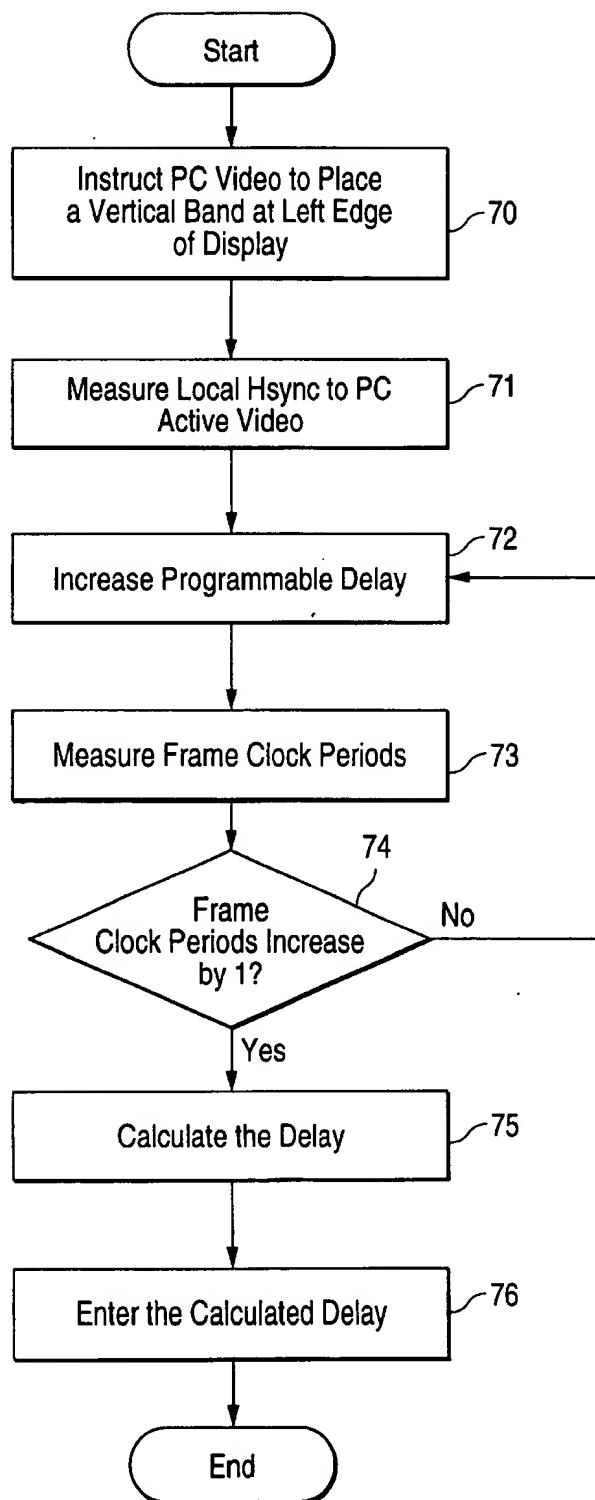 Start
Instruct PC Video to Place
a Vertical Band at Left Edge
of Display
70
Measure Local Hsync to PC
Active Video
71
72
Increase Programmable Delay
Measure Frame Clock Periods
73
74
Frame
Clock Periods Increase
by 1?
No
Yes
Calculate the Delay
75
Enter the Calculated Delay
76
End